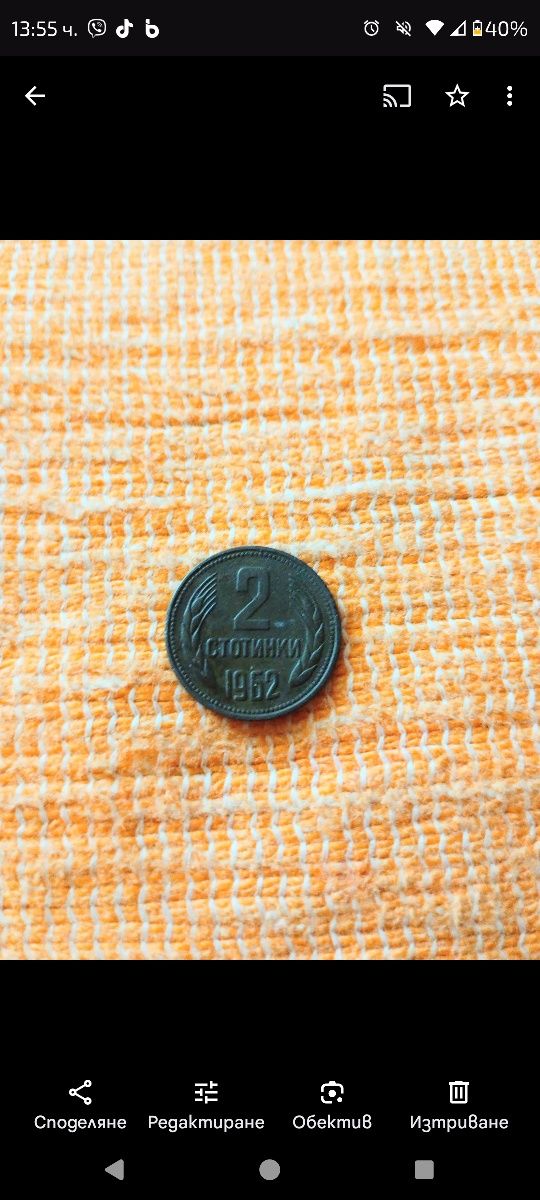 13:55 ч.
40%
2
СТОТИНКИ
1962
Споделяне Редактиране Обектив Изтриване